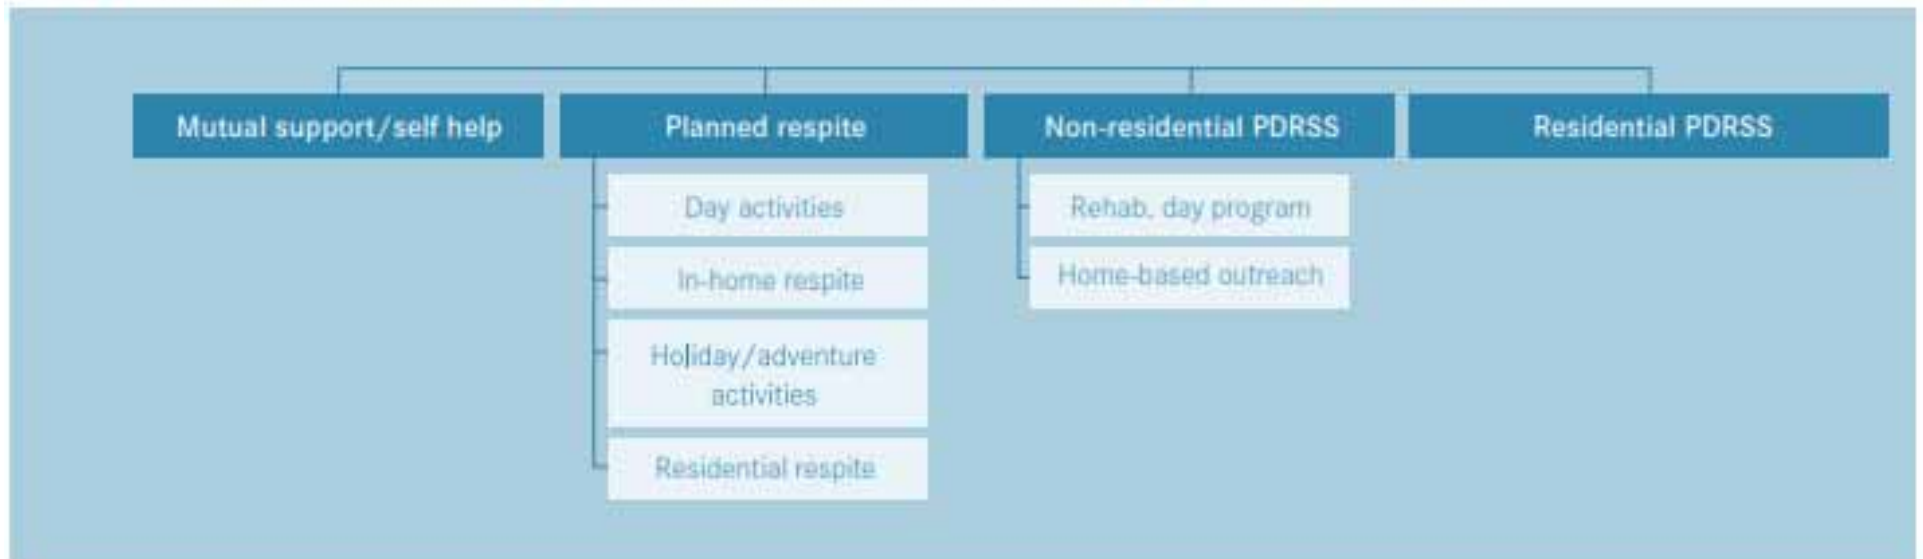 Mutual support/self help
Planned respite
Non-residential PDRSS
Residential PDRSS
Day activities
In-home respite
Holiday/adventure
activities
Residential respite
Rehab, day program
Home-based outreach